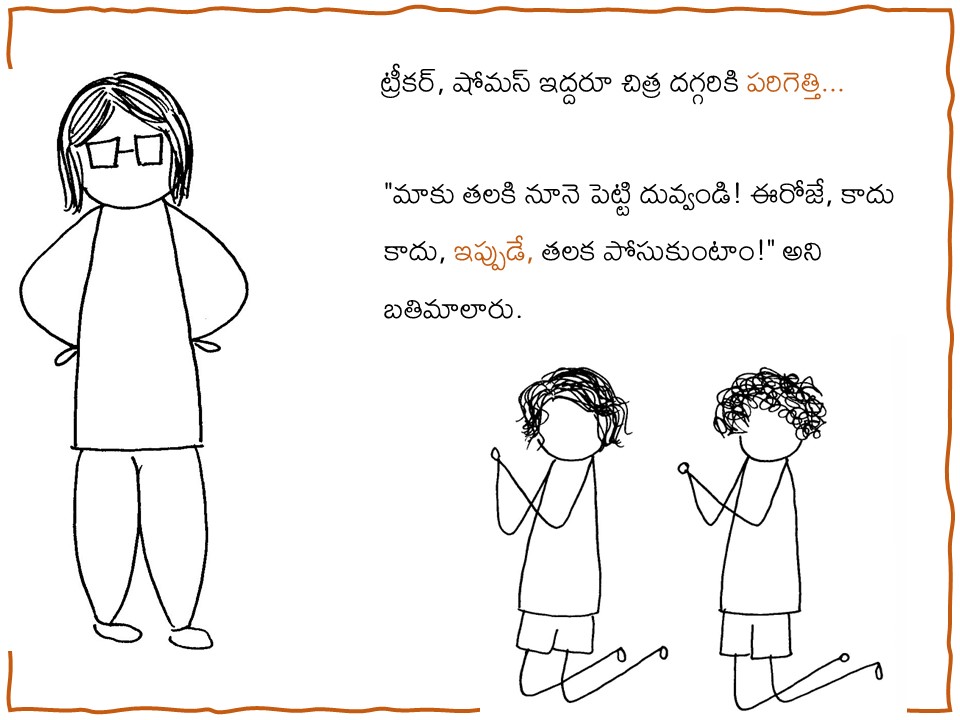 ట్రీకర్, షోమస్ ఇద్దరూ చిత్ర దగ్గరికి పరిగెత్తి...
"మాకు తలకి నూనె పెట్టి దువ్వండి! ఈరోజే, కాదు
కాదు, ఇప్పుడే, తలక పోసుకుంటాం!" అని
బతిమాలారు.